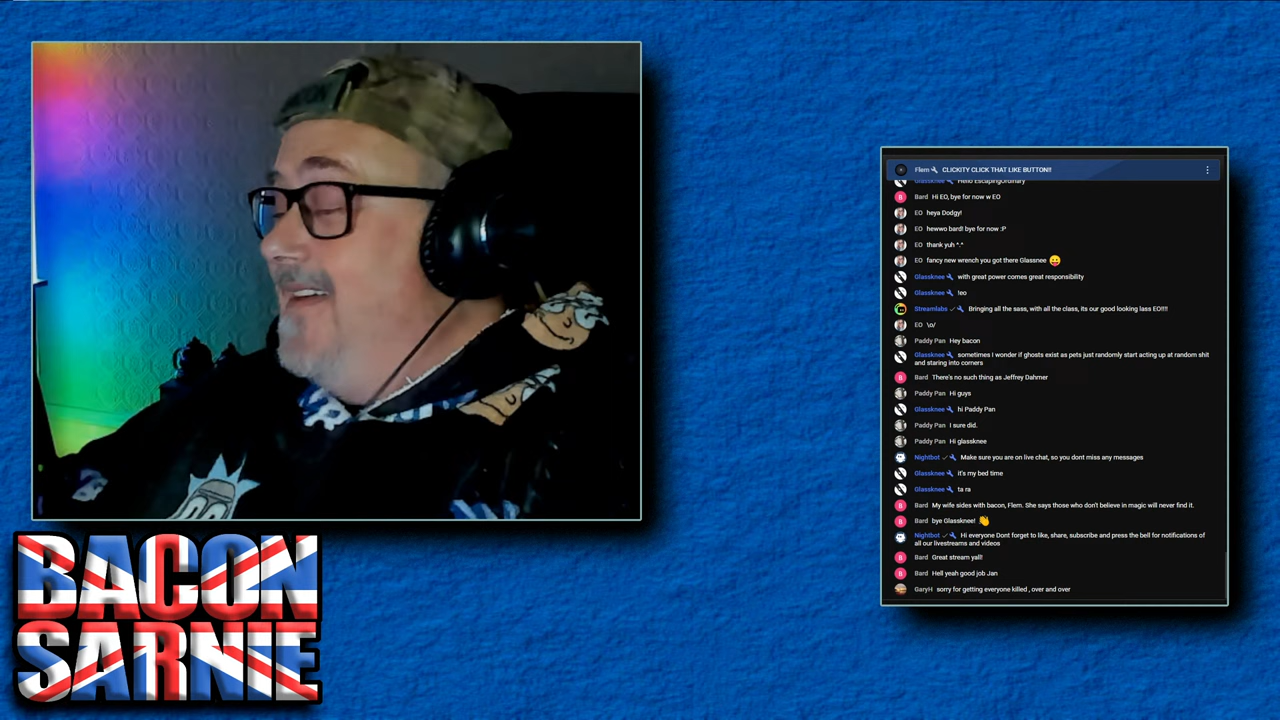 Flem CLICKITY CLICK THAT LIKE BUTTON!!
Glassknee Hello EscapingOrdinary
Bard Hi EO, bye for now w EO
EO heya Dodgy!
EO hewwo bard! bye for now :P
EO thank yuh ^.^
EO fancy new wrench you got there Glassnee
Glassknee with great power comes great responsibility
Glassknee !eo
Streamlabs Bringing all the sass, with all the class, its our good looking lass EO!!!!
EO \o/
Paddy Pan Hey bacon
Glassknee sometimes I wonder if ghosts exist as pets just randomly start acting up at random shit
and staring into corners
Bard There's no such thing as Jeffrey Dahmer
Paddy Pan Hi guys
Glassknee hi Paddy Pan
Paddy Pan I sure did.
Paddy Pan Hi glassknee
Nightbot Make sure you are on live chat, so you dont miss any messages
Glassknee it's my bed time
Glassknee ta ra
Bard My wife sides with bacon, Flem. She says those who don't believe in magic will never find it.
Bard bye Glassknee!
Nightbot Hi everyone Dont forget to like, share, subscribe and press the bell for notifications of
all our livestreams and videos
Bard Great stream yall!
Bard Hell yeah good job Jan
GaryH sorry for getting everyone killed , over and over
BACON
SARNIE